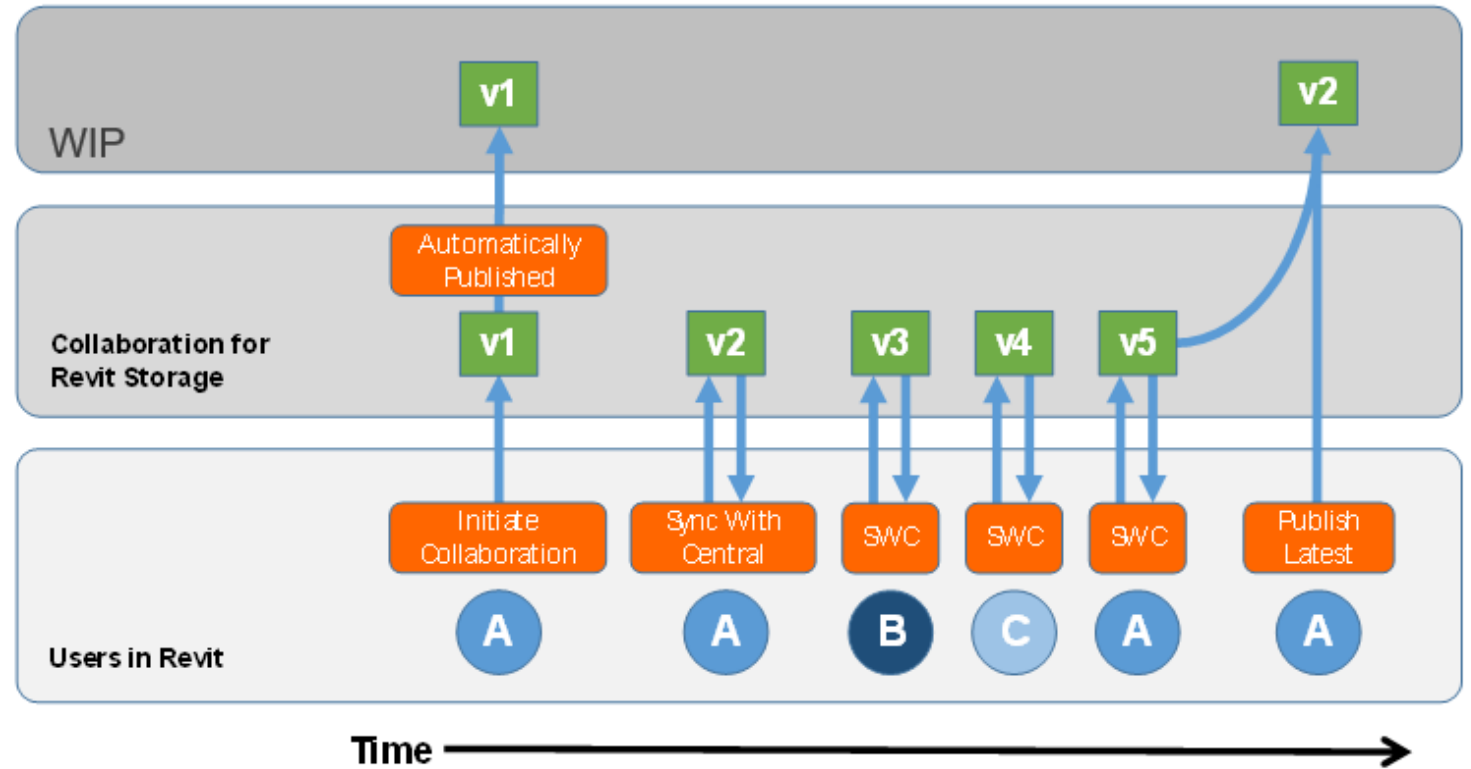 v1
v2
WIP
Automatically
Published
v1
v2
v3
v4
v5
Collaboration for
Revit Storage
Initiate
Collaboration
Sync With
Central
SWC
SWC
SWC
Publish
Latest
A
A
B
C
A
A
Users in Revit
Time